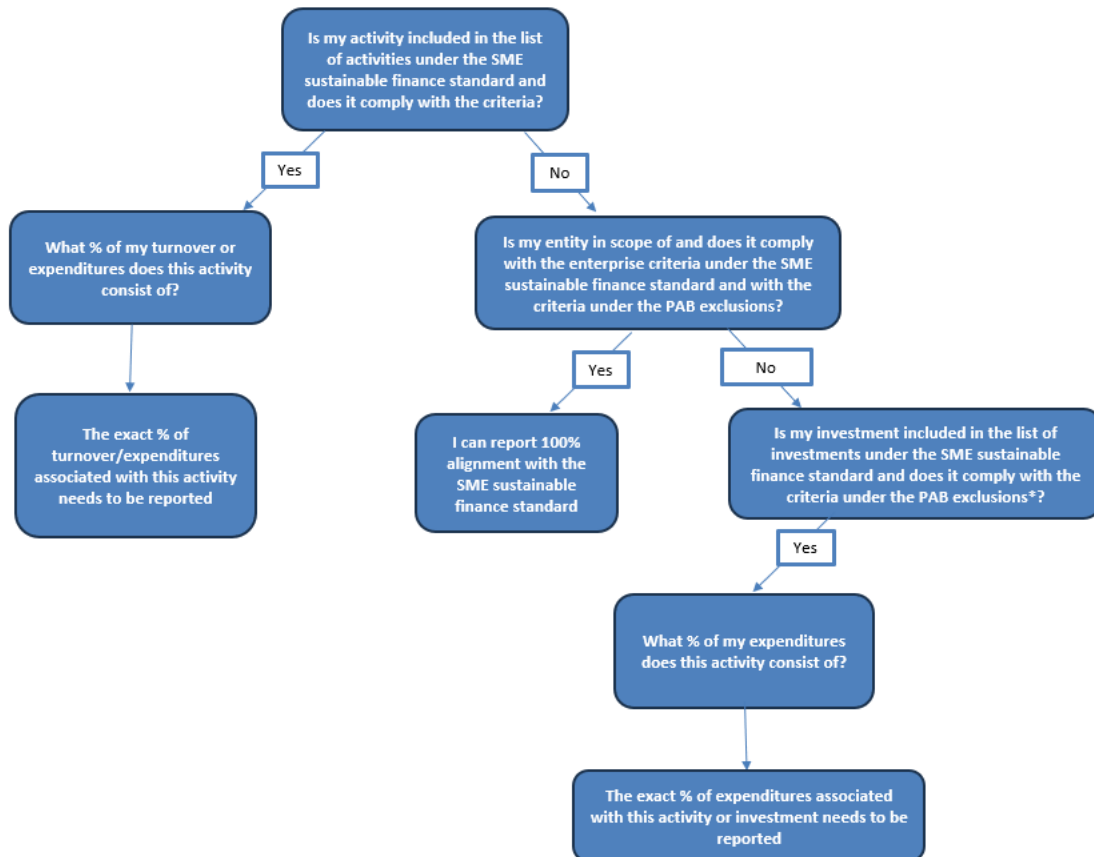 Is my activity included in the list
of activities under the SME
sustainable finance standard and
does it comply with the criteria?
Yes
No
What % of my turnover or
expenditures does this activity
consist of?
Is my entity in scope of and does it comply
with the enterprise criteria under the SME
sustainable finance standard and with the
criteria under the PAB exclusions?
Yes
No
The exact % of
turnover/expenditures
associated with this activity
needs to be reported
I can report 100%
alignment with the
SME sustainable
finance standard
Is my investment included in the list of
investments under the SME sustainable
finance standard and does it comply with the
criteria under the PAB exclusions*?
Yes
What % of my expenditures
does this activity consist of?
The exact % of expenditures associated
with this activity or investment needs to be
reported